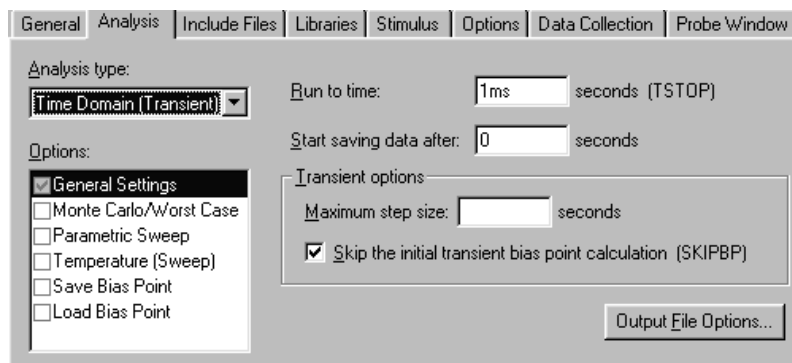 General Analysis Include Files Libraries Stimulus Options Data Collection Probe Window
Analysis type:
Time Domain (Transient)
Options:
General Settings
Monte Carlo/Worst Case
Parametric Sweep
Temperature (Sweep)
Save Bias Point
Load Bias Point
Run to time: 1ms seconds (TSTOP)
Start saving data after: 0 seconds
Transient options
Maximum step size: seconds
Skip the initial transient bias point calculation (SKIPBP)
Output File Options...